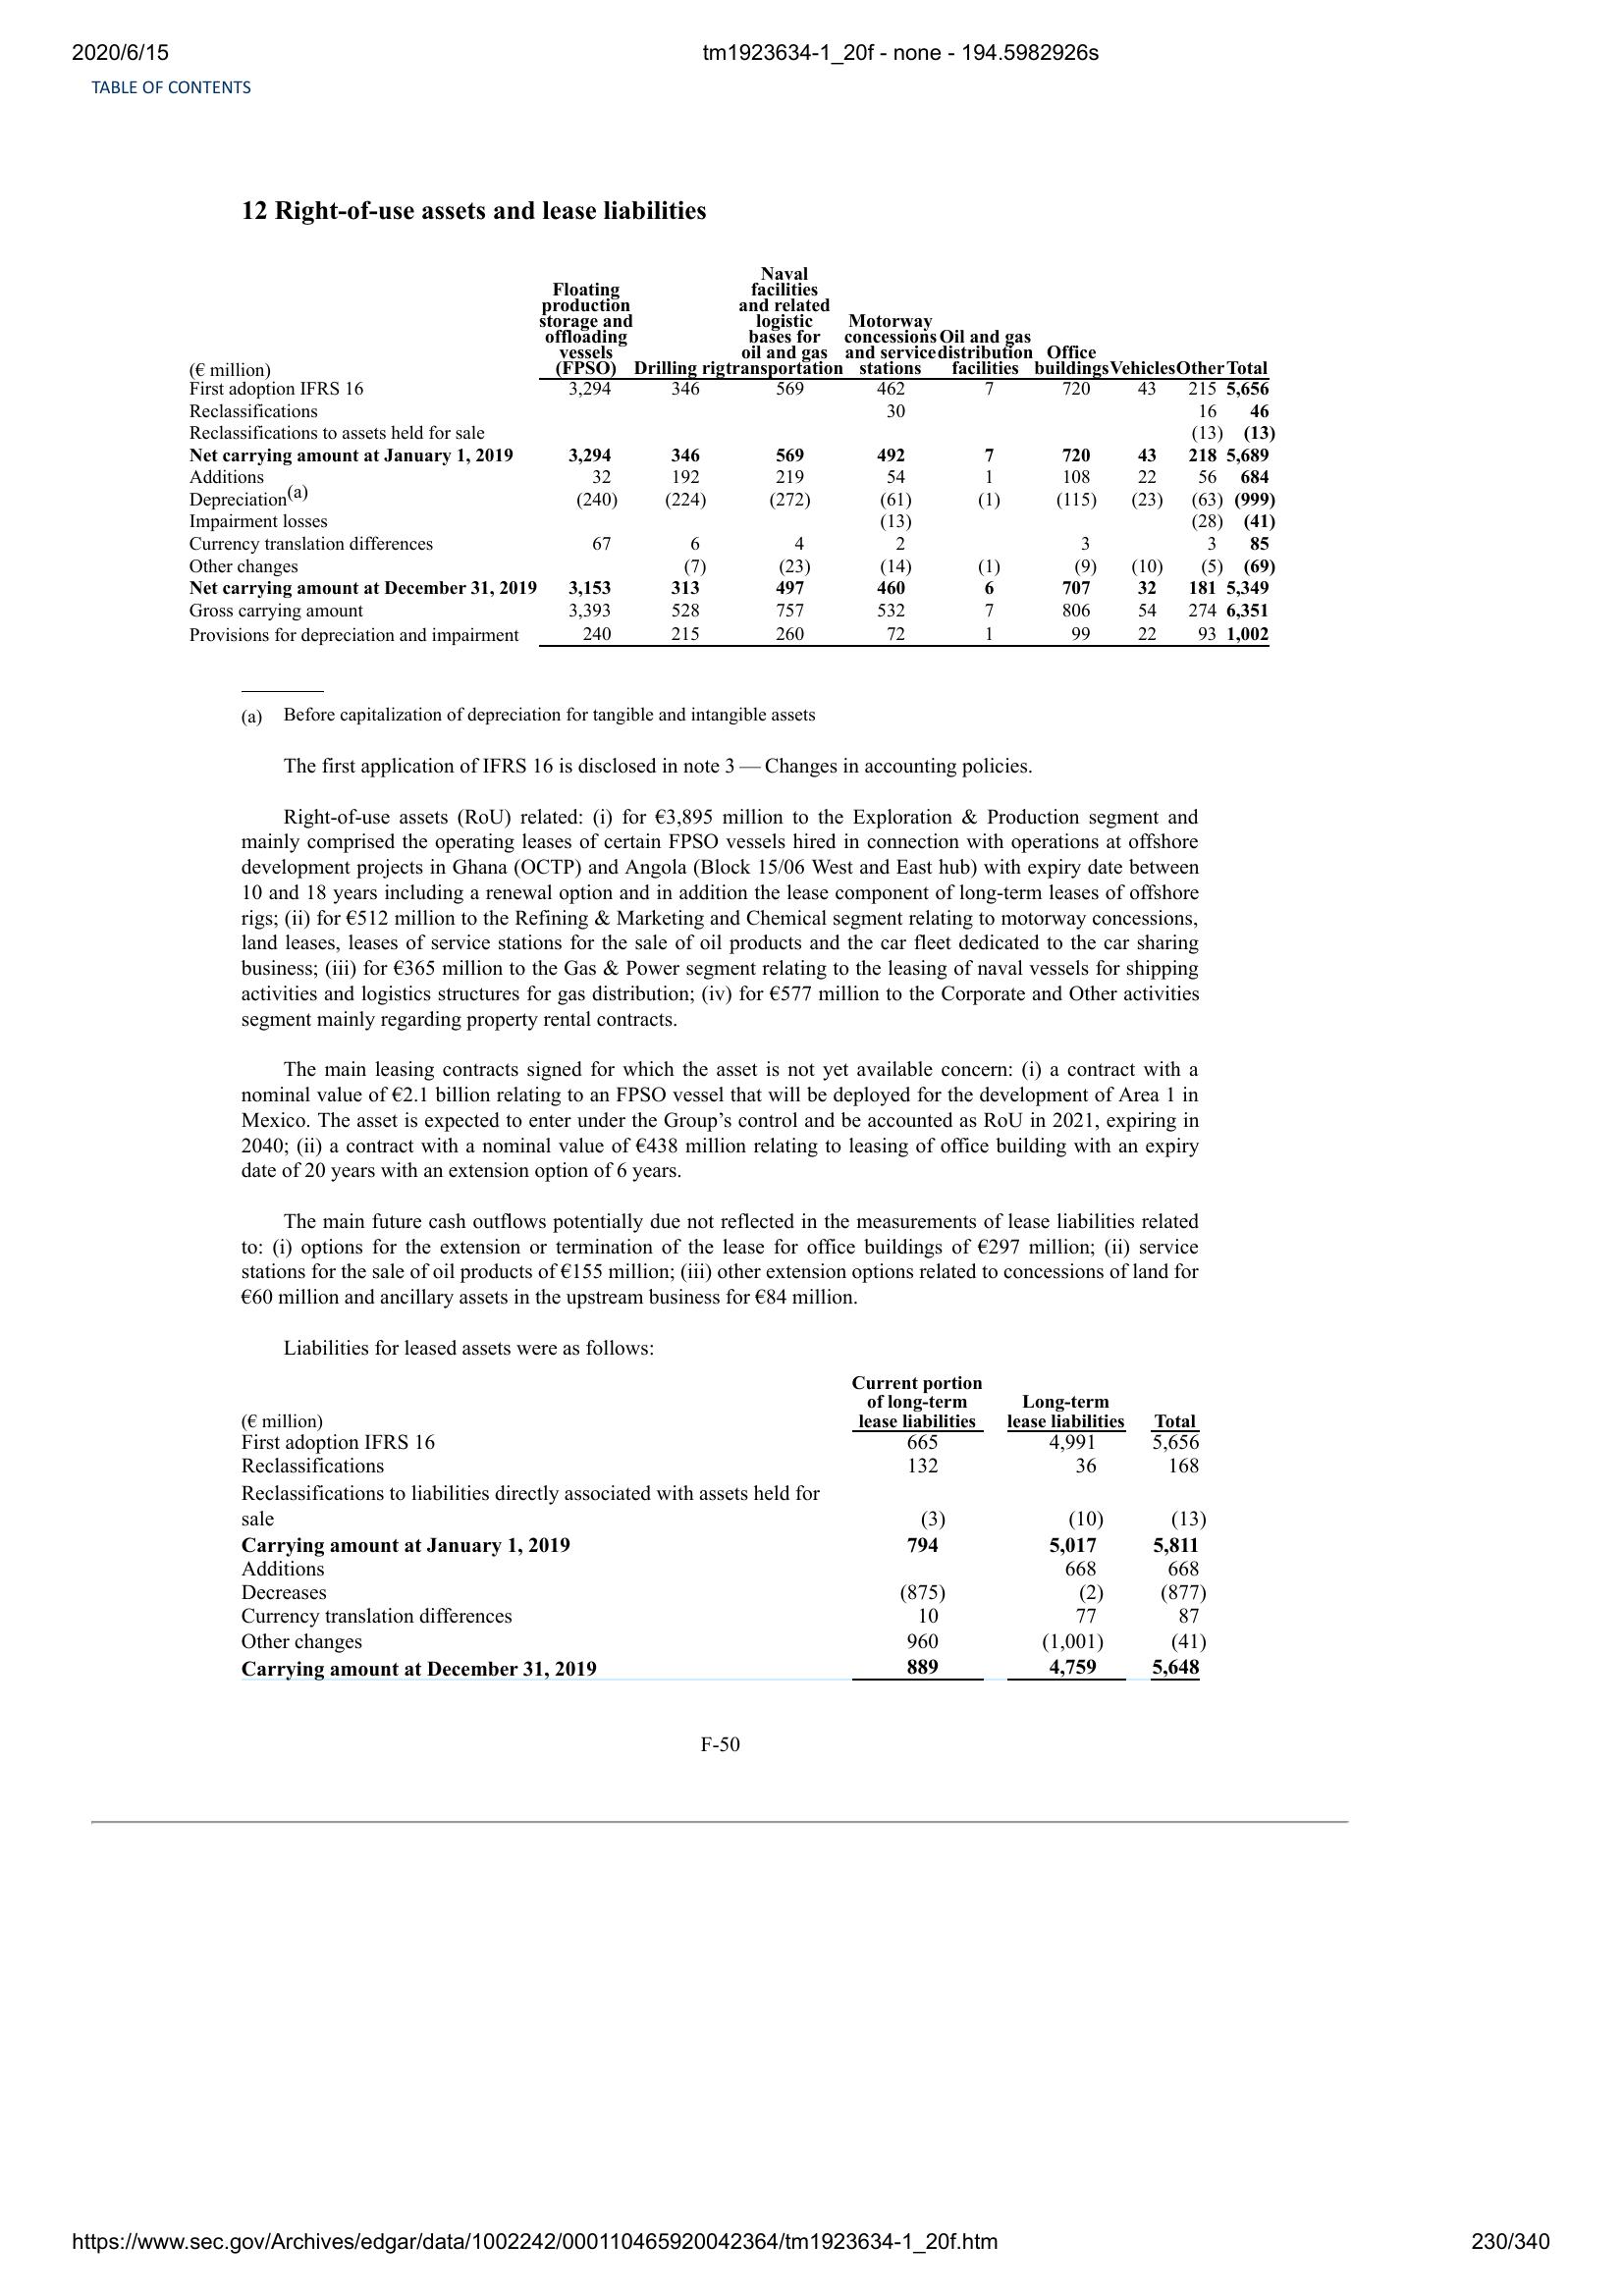 2020/6/15 tm1923634-1_20f - none - 194.5982926s
TABLE OF CONTENTS
12 Right-of-use assets and lease liabilities
(€ million) Floating production storage and offloading vessels (FPSO) Drilling rig Naval facilities and related logistic bases for oil and gas transportation Motorway concessions and service stations Oil and gas distribution facilities Office buildings Vehicles Other Total
First adoption IFRS 16 3,294 346 569 462 7 720 43 215 5,656
Reclassifications 30 16 46
Reclassifications to assets held for sale (13) (13)
Net carrying amount at January 1, 2019 3,294 346 569 492 7 720 43 218 5,689
Additions 32 192 219 54 1 108 22 56 684
Depreciation(a) (240) (224) (272) (61) (1) (115) (23) (63) (999)
Impairment losses (13) (28) (41)
Currency translation differences 67 6 4 2 3 3 85
Other changes (7) (23) (14) (1) (9) (10) (5) (69)
Net carrying amount at December 31, 2019 3,153 313 497 460 6 707 32 181 5,349
Gross carrying amount 3,393 528 757 532 7 806 54 274 6,351
Provisions for depreciation and impairment 240 215 260 72 1 99 22 93 1,002
(a) Before capitalization of depreciation for tangible and intangible assets
The first application of IFRS 16 is disclosed in note 3 — Changes in accounting policies.
Right-of-use assets (RoU) related: (i) for €3,895 million to the Exploration & Production segment and
mainly comprised the operating leases of certain FPSO vessels hired in connection with operations at offshore
development projects in Ghana (OCTP) and Angola (Block 15/06 West and East hub) with expiry date between
10 and 18 years including a renewal option and in addition the lease component of long-term leases of offshore
rigs; (ii) for €512 million to the Refining & Marketing and Chemical segment relating to motorway concessions,
land leases, leases of service stations for the sale of oil products and the car fleet dedicated to the car sharing
business; (iii) for €365 million to the Gas & Power segment relating to the leasing of naval vessels for shipping
activities and logistics structures for gas distribution; (iv) for €577 million to the Corporate and Other activities
segment mainly regarding property rental contracts.
The main leasing contracts signed for which the asset is not yet available concern: (i) a contract with a
nominal value of €2.1 billion relating to an FPSO vessel that will be deployed for the development of Area 1 in
Mexico. The asset is expected to enter under the Group’s control and be accounted as RoU in 2021, expiring in
2040; (ii) a contract with a nominal value of €438 million relating to leasing of office building with an expiry
date of 20 years with an extension option of 6 years.
The main future cash outflows potentially due not reflected in the measurements of lease liabilities related
to: (i) options for the extension or termination of the lease for office buildings of €297 million; (ii) service
stations for the sale of oil products of €155 million; (iii) other extension options related to concessions of land for
€60 million and ancillary assets in the upstream business for €84 million.
Liabilities for leased assets were as follows:
(€ million) Current portion of long-term lease liabilities Long-term lease liabilities Total
First adoption IFRS 16 665 4,991 5,656
Reclassifications 132 36 168
Reclassifications to liabilities directly associated with assets held for
sale (3) (10) (13)
Carrying amount at January 1, 2019 794 5,017 5,811
Additions 668 668
Decreases (875) (2) (877)
Currency translation differences 10 77 87
Other changes 960 (1,001) (41)
Carrying amount at December 31, 2019 889 4,759 5,648
F-50
https://www.sec.gov/Archives/edgar/data/1002242/000110465920042364/tm1923634-1_20f.htm 230/340